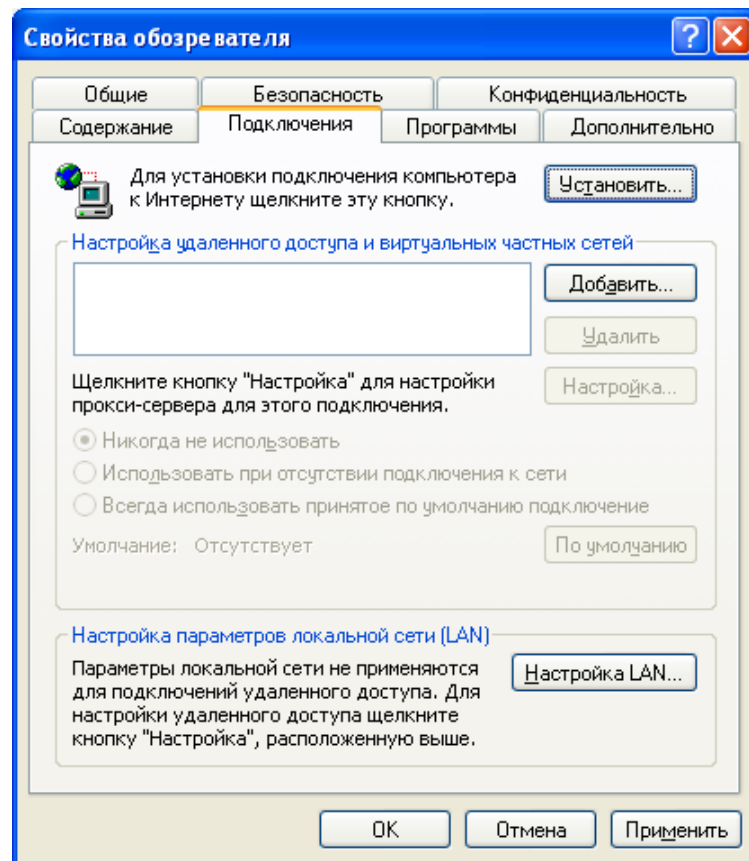 Свойства обозревателя
Общие
Безопасность
Конфиденциальность
Содержание
Подключения
Программы
Дополнительно
Для установки подключения компьютера
к Интернету щелкните эту кнопку.
Установить...
Настройка удаленного доступа и виртуальных частных сетей
Добавить...
Удалить
Щелкните кнопку "Настройка" для настройки
прокси-сервера для этого подключения.
Настройка...
Никогда не использовать
Использовать при отсутствии подключения к сети
Всегда использовать принятое по умолчанию подключение
Умолчание: Отсутствует
По умолчанию
Настройка параметров локальной сети (LAN)
Параметры локальной сети не применяются
для подключений удаленного доступа. Для
настройки удаленного доступа щелкните
кнопку "Настройка", расположенную выше.
Настройка LAN...
OK
Отмена
Применить